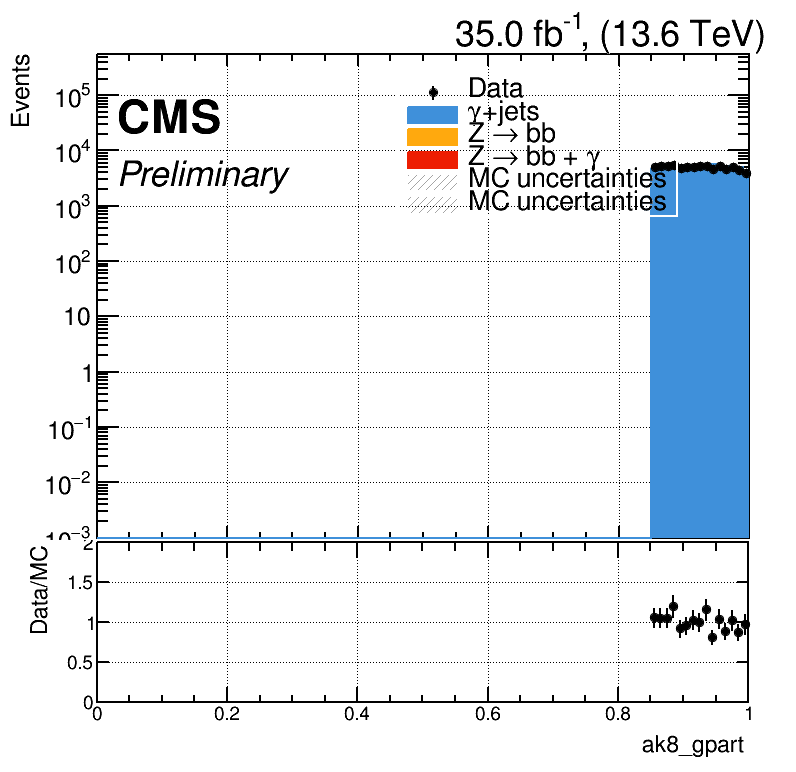 35.0 fb-1, (13.6 TeV)
Events
CMS
Preliminary
Data
γ+jets
Z → bb
Z → bb + γ
MC uncertainties
MC uncertainties
10^5
10^4
10^3
10^2
10
1
10^−1
10^−2
10^−3
Data/MC
2
1.5
1
0.5
0
0 0.2 0.4 0.6 0.8 1
ak8_gpart